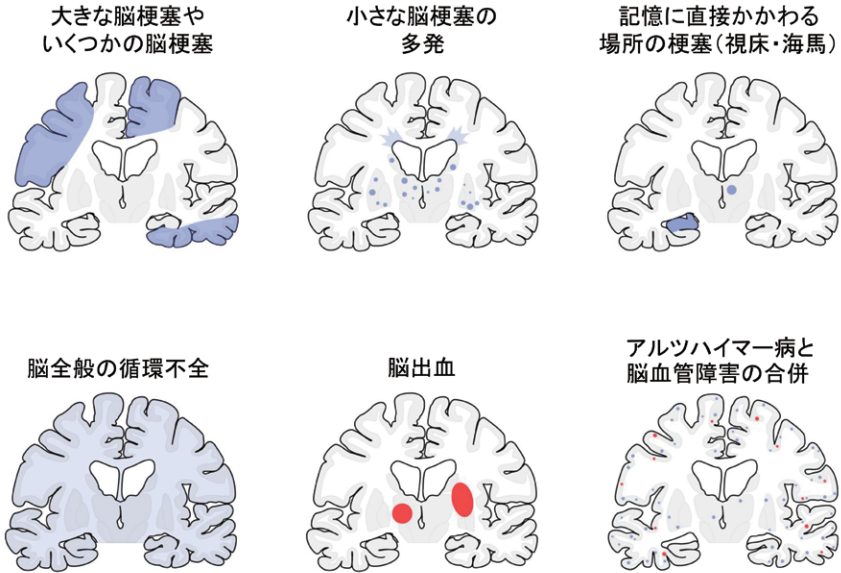 大きな脳梗塞や
いくつかの脳梗塞
小さな脳梗塞の
多発
記憶に直接かかわる
場所の梗塞（視床・海馬）
脳全般の循環不全
脳出血
アルツハイマー病と
脳血管障害の合併